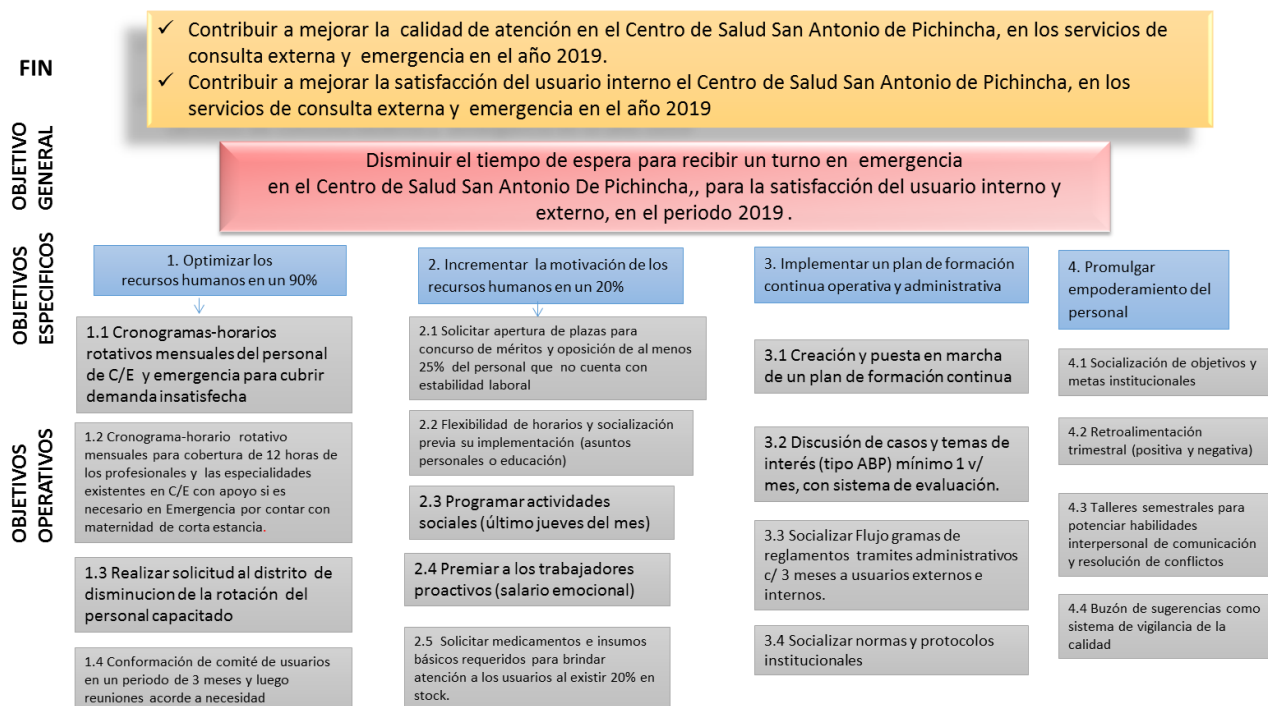 FIN
✓ Contribuir a mejorar la calidad de atención en el Centro de Salud San Antonio de Pichincha, en los servicios de
consulta externa y emergencia en el año 2019.
✓ Contribuir a mejorar la satisfacción del usuario interno el Centro de Salud San Antonio de Pichincha, en los
servicios de consulta externa y emergencia en el año 2019
OBJETIVO
GENERAL
Disminuir el tiempo de espera para recibir un turno en emergencia
en el Centro de Salud San Antonio De Pichincha,, para la satisfacción del usuario interno y
externo, en el periodo 2019 .
OBJETIVOS
ESPECIFICOS
1. Optimizar los
recursos humanos en un 90%
2. Incrementar la motivación de los
recursos humanos en un 20%
3. Implementar un plan de formación
continua operativa y administrativa
4. Promulgar
empoderamiento del
personal
OBJETIVOS
OPERATIVOS
1.1 Cronogramas-horarios
rotativos mensuales del personal
de C/E y emergencia para cubrir
demanda insatisfecha
1.2 Cronograma-horario rotativo
mensuales para cobertura de 12 horas de
los profesionales y las especialidades
existentes en C/E con apoyo si es
necesario en Emergencia por contar con
maternidad de corta estancia.
1.3 Realizar solicitud al distrito de
disminucion de la rotación del
personal capacitado
1.4 Conformación de comité de usuarios
en un periodo de 3 meses y luego
reuniones acorde a necesidad
2.1 Solicitar apertura de plazas para
concurso de méritos y oposición de al menos
25% del personal que no cuenta con
estabilidad laboral
2.2 Flexibilidad de horarios y socialización
previa su implementación (asuntos
personales o educación)
2.3 Programar actividades
sociales (último jueves del mes)
2.4 Premiar a los trabajadores
proactivos (salario emocional)
2.5 Solicitar medicamentos e insumos
básicos requeridos para brindar
atención a los usuarios al existir 20% en
stock.
3.1 Creación y puesta en marcha
de un plan de formación continua
3.2 Discusión de casos y temas de
interés (tipo ABP) mínimo 1 v/
mes, con sistema de evaluación.
3.3 Socializar Flujo gramas de
reglamentos tramites administrativos
c/ 3 meses a usuarios externos e
internos.
3.4 Socializar normas y protocolos
institucionales
4.1 Socialización de objetivos y
metas institucionales
4.2 Retroalimentación
trimestral (positiva y negativa)
4.3 Talleres semestrales para
potenciar habilidades
interpersonal de comunicación
y resolución de conflictos
4.4 Buzón de sugerencias como
sistema de vigilancia de la
calidad